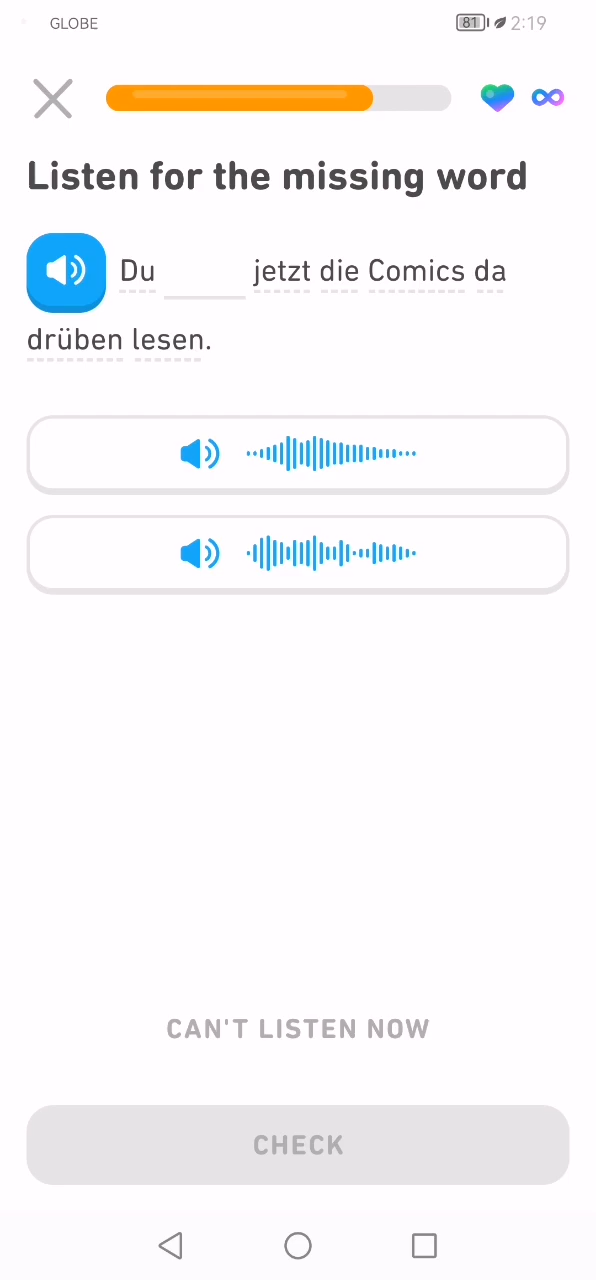 GLOBE 81 2:19
Listen for the missing word
Du ______ jetzt die Comics da
drüben lesen.
CAN'T LISTEN NOW
CHECK